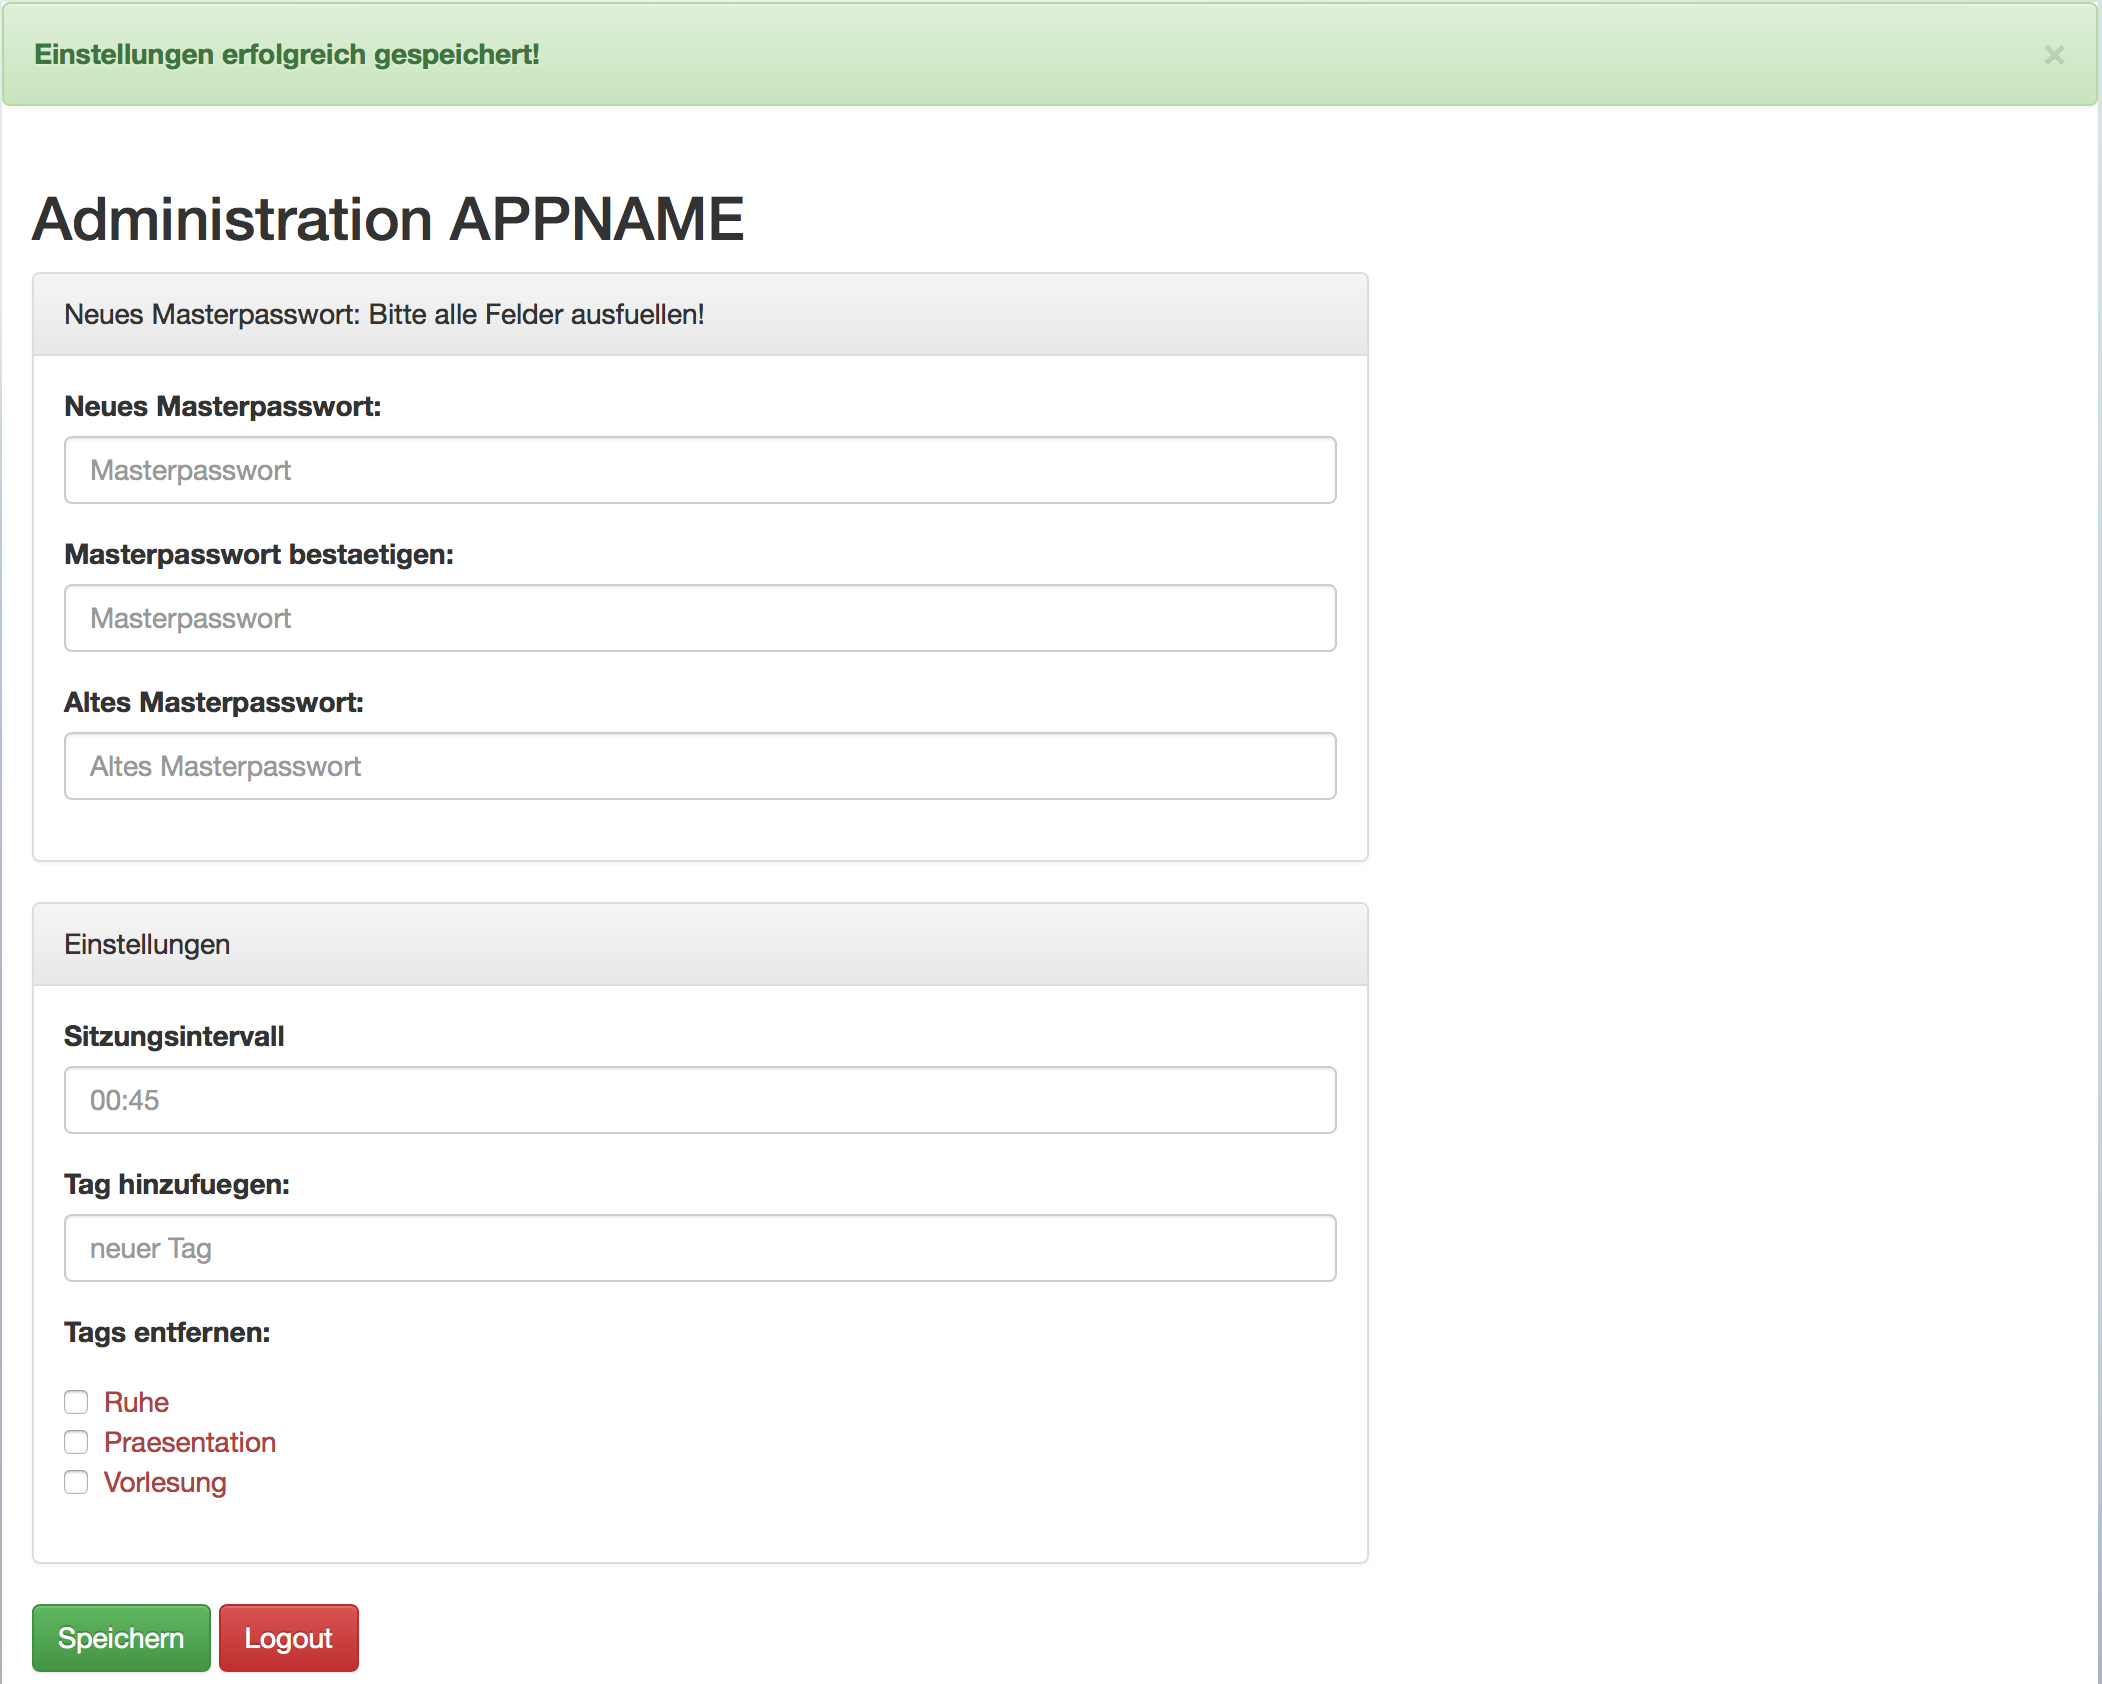 Einstellungen erfolgreich gespeichert! ×
Administration APPNAME
Neues Masterpasswort: Bitte alle Felder ausfuellen!
Neues Masterpasswort:
Masterpasswort
Masterpasswort bestaetigen:
Masterpasswort
Altes Masterpasswort:
Altes Masterpasswort
Einstellungen
Sitzungsintervall
00:45
Tag hinzufuegen:
neuer Tag
Tags entfernen:
Ruhe
Praesentation
Vorlesung
Speichern Logout